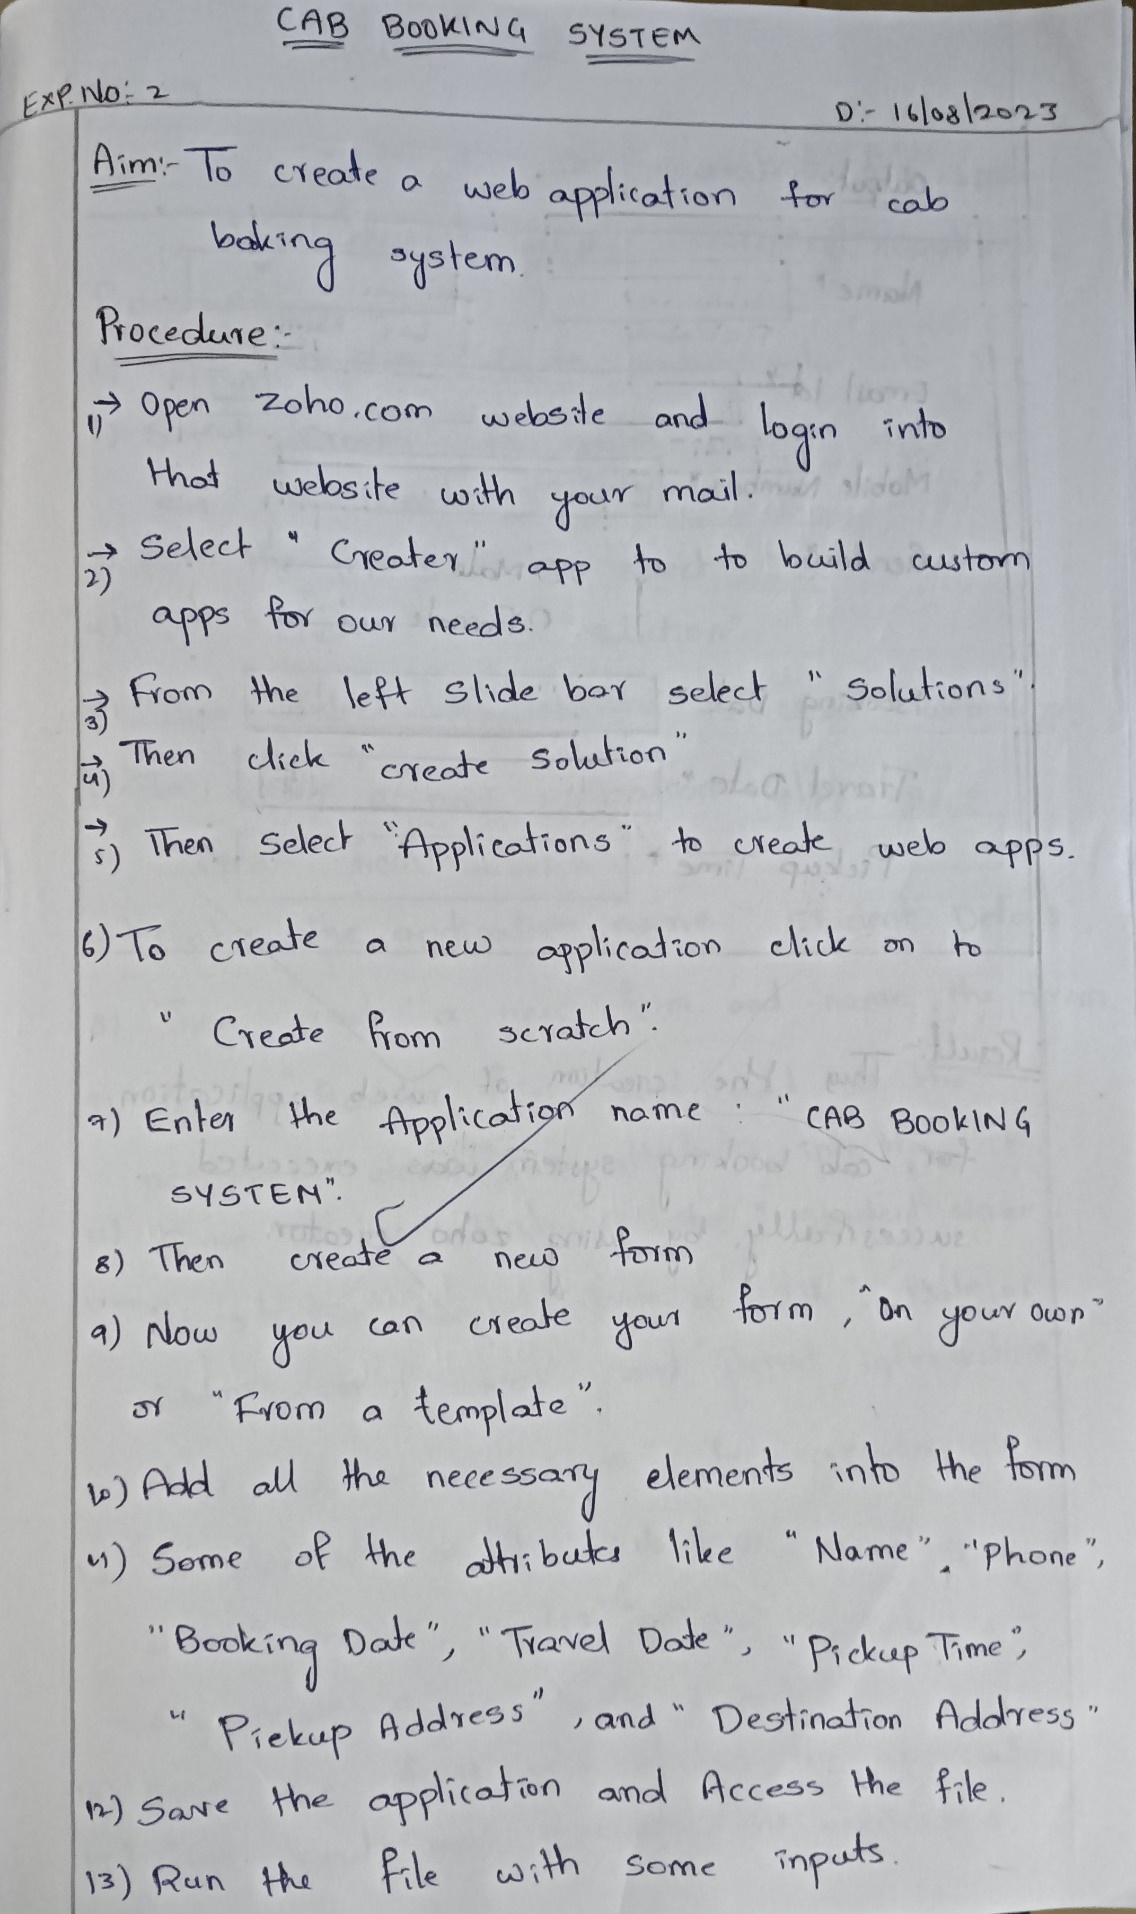 CAB BOOKING SYSTEM
Exp. No:- 2
D:- 16/08/2023
Aim:- To create a web application for cab
boking system.
Procedure:-
→ 1) Open zoho.com website and login into
that website with your mail.
→ 2) Select "Creater" app to to build custom
apps for our needs.
→ 3) From the left slide bar select "Solutions".
→ 4) Then click "create solution"
→ 5) Then select "Applications" to create web apps.
6) To create a new application click on to
"Create from scratch".
7) Enter the Application name : "CAB BOOKING
SYSTEM".
8) Then create a new form
9) Now you can create your form, "on your own"
or "From a template".
10) Add all the necessary elements into the form
11) Some of the attributes like "Name", "Phone",
"Booking Date", "Travel Date", "Pickup Time",
"Pickup Address", and "Destination Address"
12) Save the application and Access the file.
13) Run the file with some inputs.